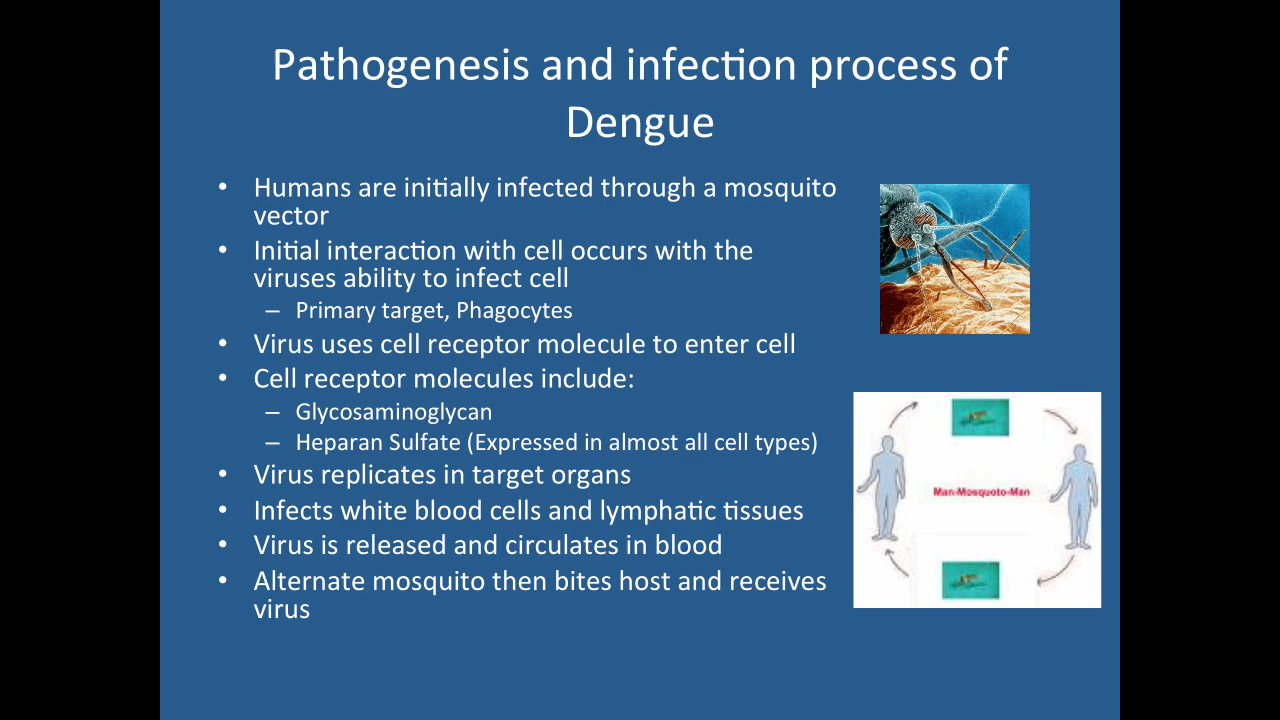 Pathogenesis and infection process of
Dengue
• Humans are initially infected through a mosquito
vector
• Initial interaction with cell occurs with the
viruses ability to infect cell
– Primary target, Phagocytes
• Virus uses cell receptor molecule to enter cell
• Cell receptor molecules include:
– Glycosaminoglycan
– Heparan Sulfate (Expressed in almost all cell types)
• Virus replicates in target organs
• Infects white blood cells and lymphatic tissues
• Virus is released and circulates in blood
• Alternate mosquito then bites host and receives
virus
Man-Mosquoto-Man